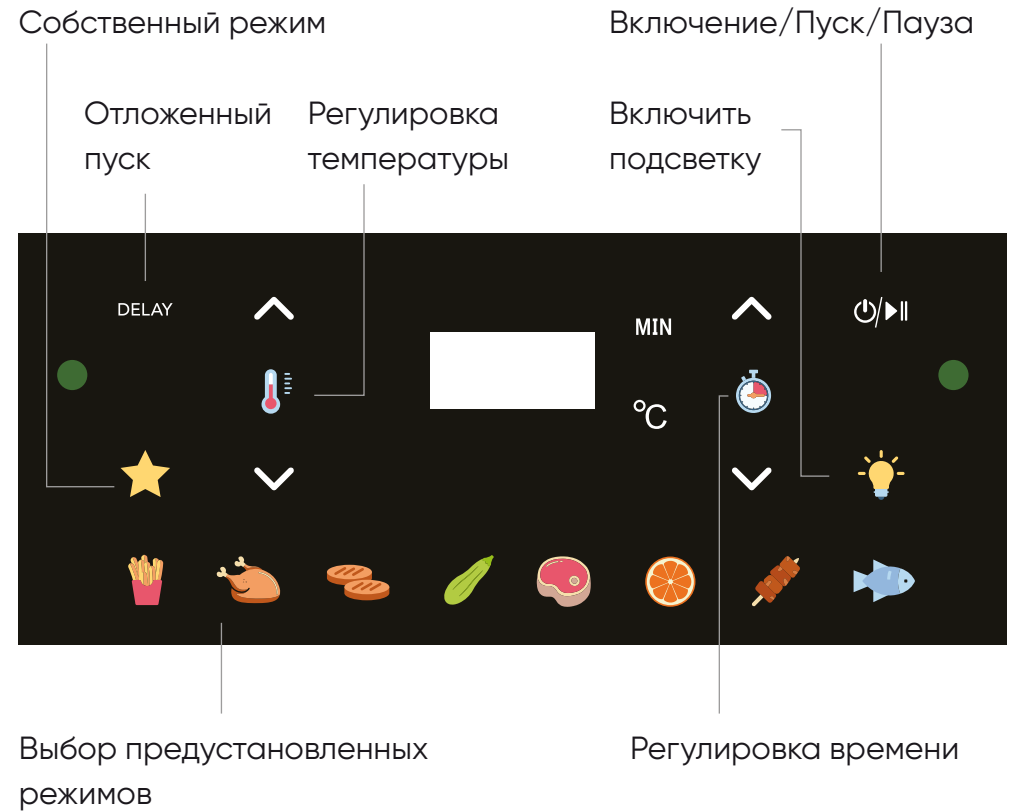 Собственный режим
Включение/Пуск/Пауза
Отложенный
пуск
Регулировка
температуры
Включить
подсветку
DELAY
MIN
°C
Выбор предустановленных
режимов
Регулировка времени